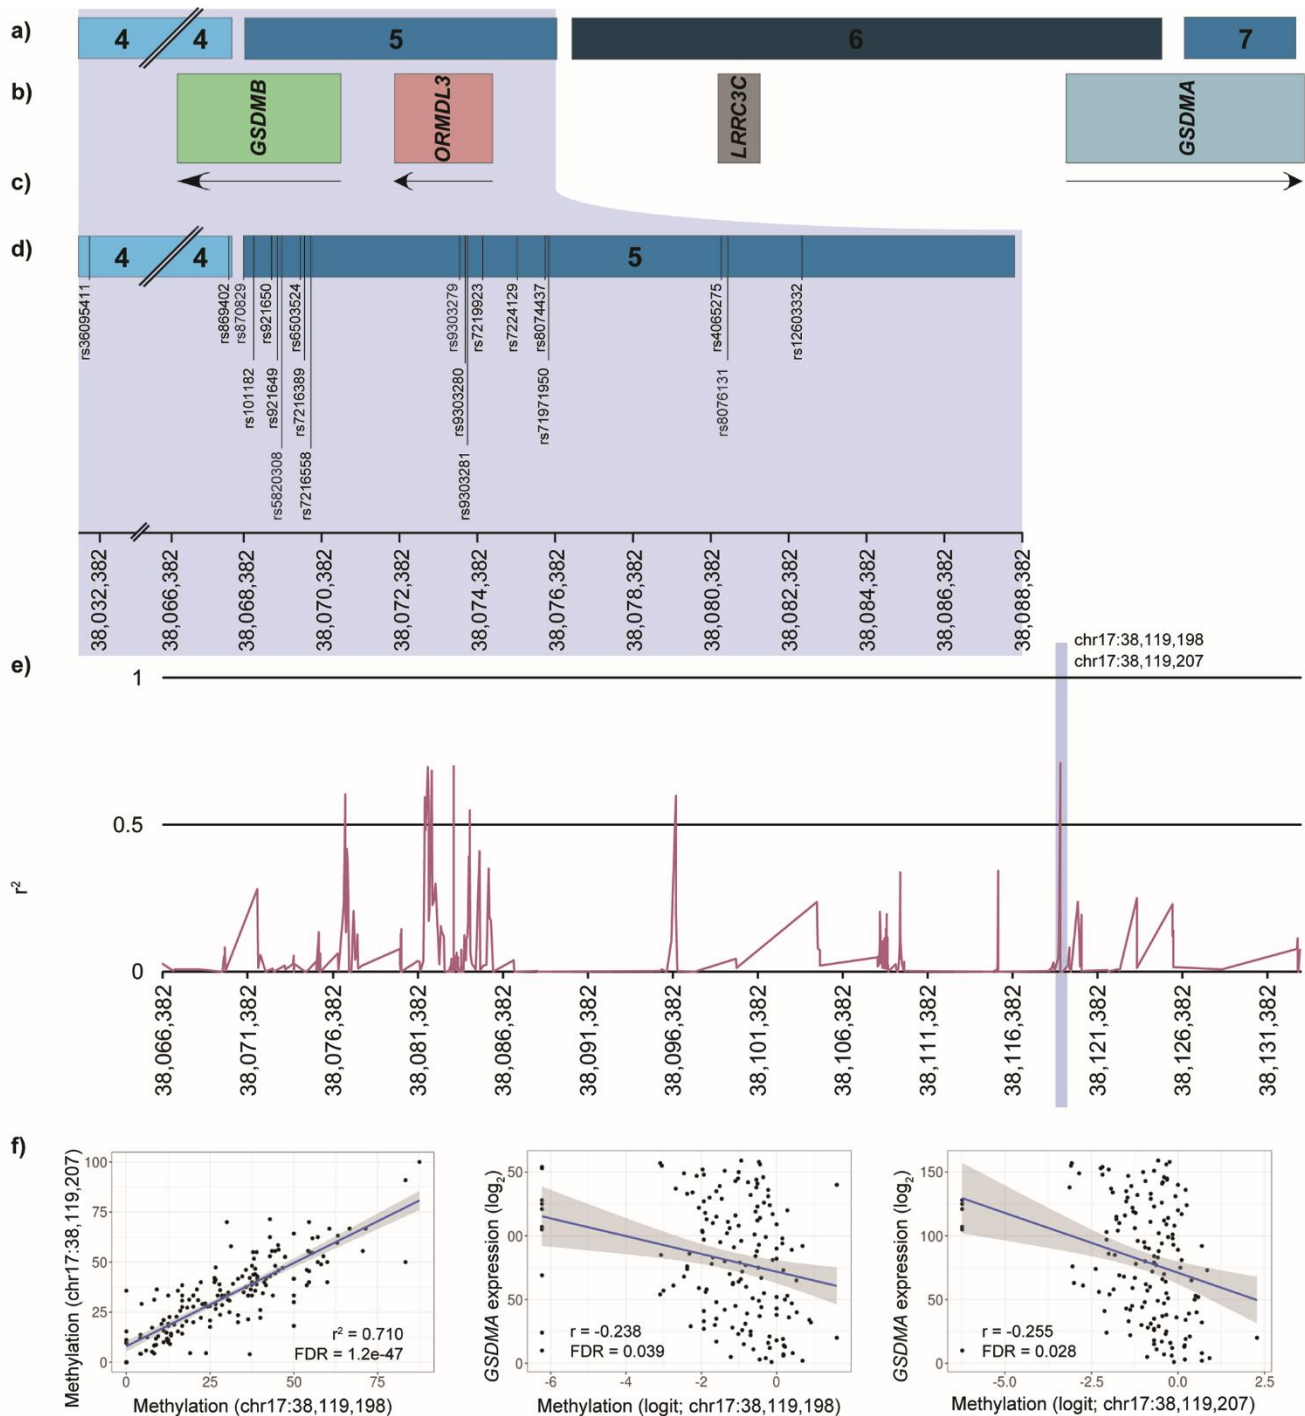 a)
4
4
5
6
7
b)
GSDMB
ORMDL3
LRRC3C
GSDMA
c)
d)
4
4
5
rs36095411
rs869402
rs870829
rs921650
rs6503524
rs9303279
rs7219923
rs7224129
rs8074437
rs4065275
rs12603332
rs101182
rs921649
rs7216389
rs9303280
rs71971950
rs8076131
rs5820308
rs7216558
rs9303281
38,032,382
38,066,382
38,068,382
38,070,382
38,072,382
38,074,382
38,076,382
38,078,382
38,080,382
38,082,382
38,084,382
38,086,382
38,088,382
e)
chr17:38,119,198
chr17:38,119,207
1
0.5
0
r²
38,066,382
38,071,382
38,076,382
38,081,382
38,086,382
38,091,382
38,096,382
38,101,382
38,106,382
38,111,382
38,116,382
38,121,382
38,126,382
38,131,382
f)
Methylation (chr17:38,119,207)
100
75
50
25
0
r² = 0.710
FDR = 1.2e-47
0
25
50
75
Methylation (chr17:38,119,198)
GSDMA expression (log₂)
50
00
50
0
r = -0.238
FDR = 0.039
-6
-4
-2
0
Methylation (logit; chr17:38,119,198)
GSDMA expression (log₂)
150
100
50
0
r = -0.255
FDR = 0.028
-5.0
-2.5
0.0
2.5
Methylation (logit; chr17:38,119,207)